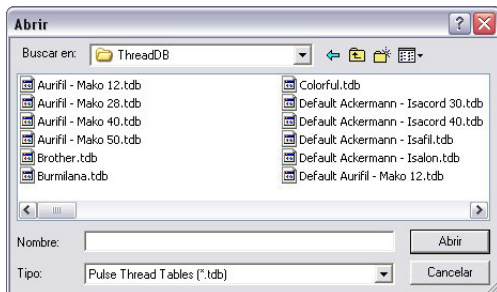 Abrir
Buscar en: ThreadDB
Aurifil - Mako 12.tdb
Aurifil - Mako 28.tdb
Aurifil - Mako 40.tdb
Aurifil - Mako 50.tdb
Brother.tdb
Burmilana.tdb
Colorful.tdb
Default Ackermann - Isacord 30.tdb
Default Ackermann - Isacord 40.tdb
Default Ackermann - Isafil.tdb
Default Ackermann - Isalon.tdb
Default Aurifil - Mako 12.tdb
Nombre: Abrir
Tipo: Pulse Thread Tables (*.tdb) Cancelar